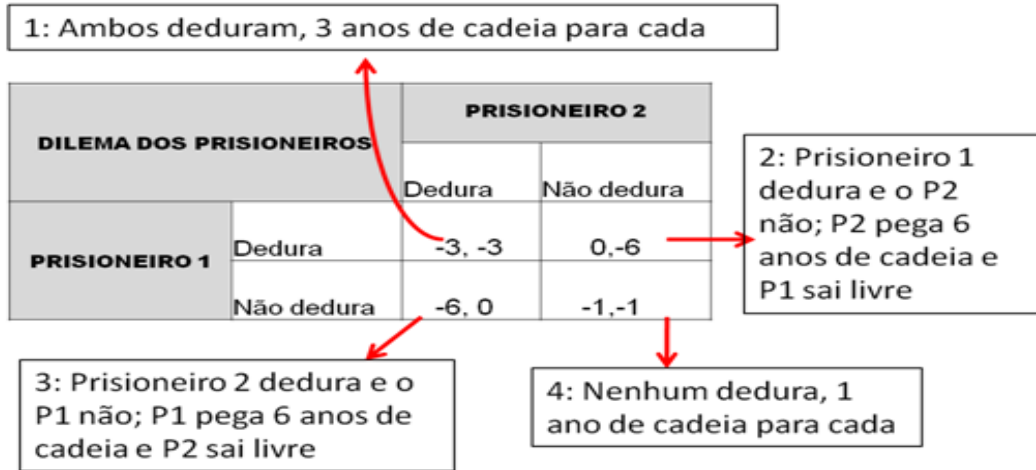 1: Ambos deduram, 3 anos de cadeia para cada
DILEMA DOS PRISIONEIROS
PRISIONEIRO 2
Dedura
Não dedura
PRISIONEIRO 1
Dedura
-3, -3
0,-6
Não dedura
-6, 0
-1,-1
2: Prisioneiro 1
dedura e o P2
não; P2 pega 6
anos de cadeia e
P1 sai livre
3: Prisioneiro 2 dedura e o
P1 não; P1 pega 6 anos de
cadeia e P2 sai livre
4: Nenhum dedura, 1
ano de cadeia para cada